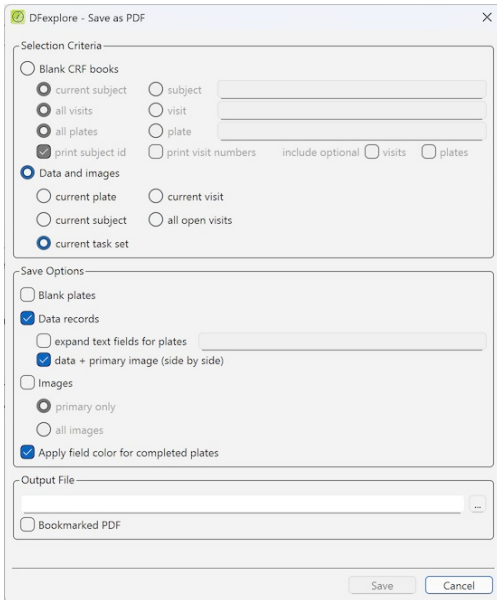 DFexplore - Save as PDF
Selection Criteria
Blank CRF books
current subject subject
all visits visit
all plates plate
print subject id print visit numbers include optional visits plates
Data and images
current plate current visit
current subject all open visits
current task set
Save Options
Blank plates
Data records
expand text fields for plates
data + primary image (side by side)
Images
primary only
all images
Apply field color for completed plates
Output File
...
Bookmarked PDF
Save Cancel